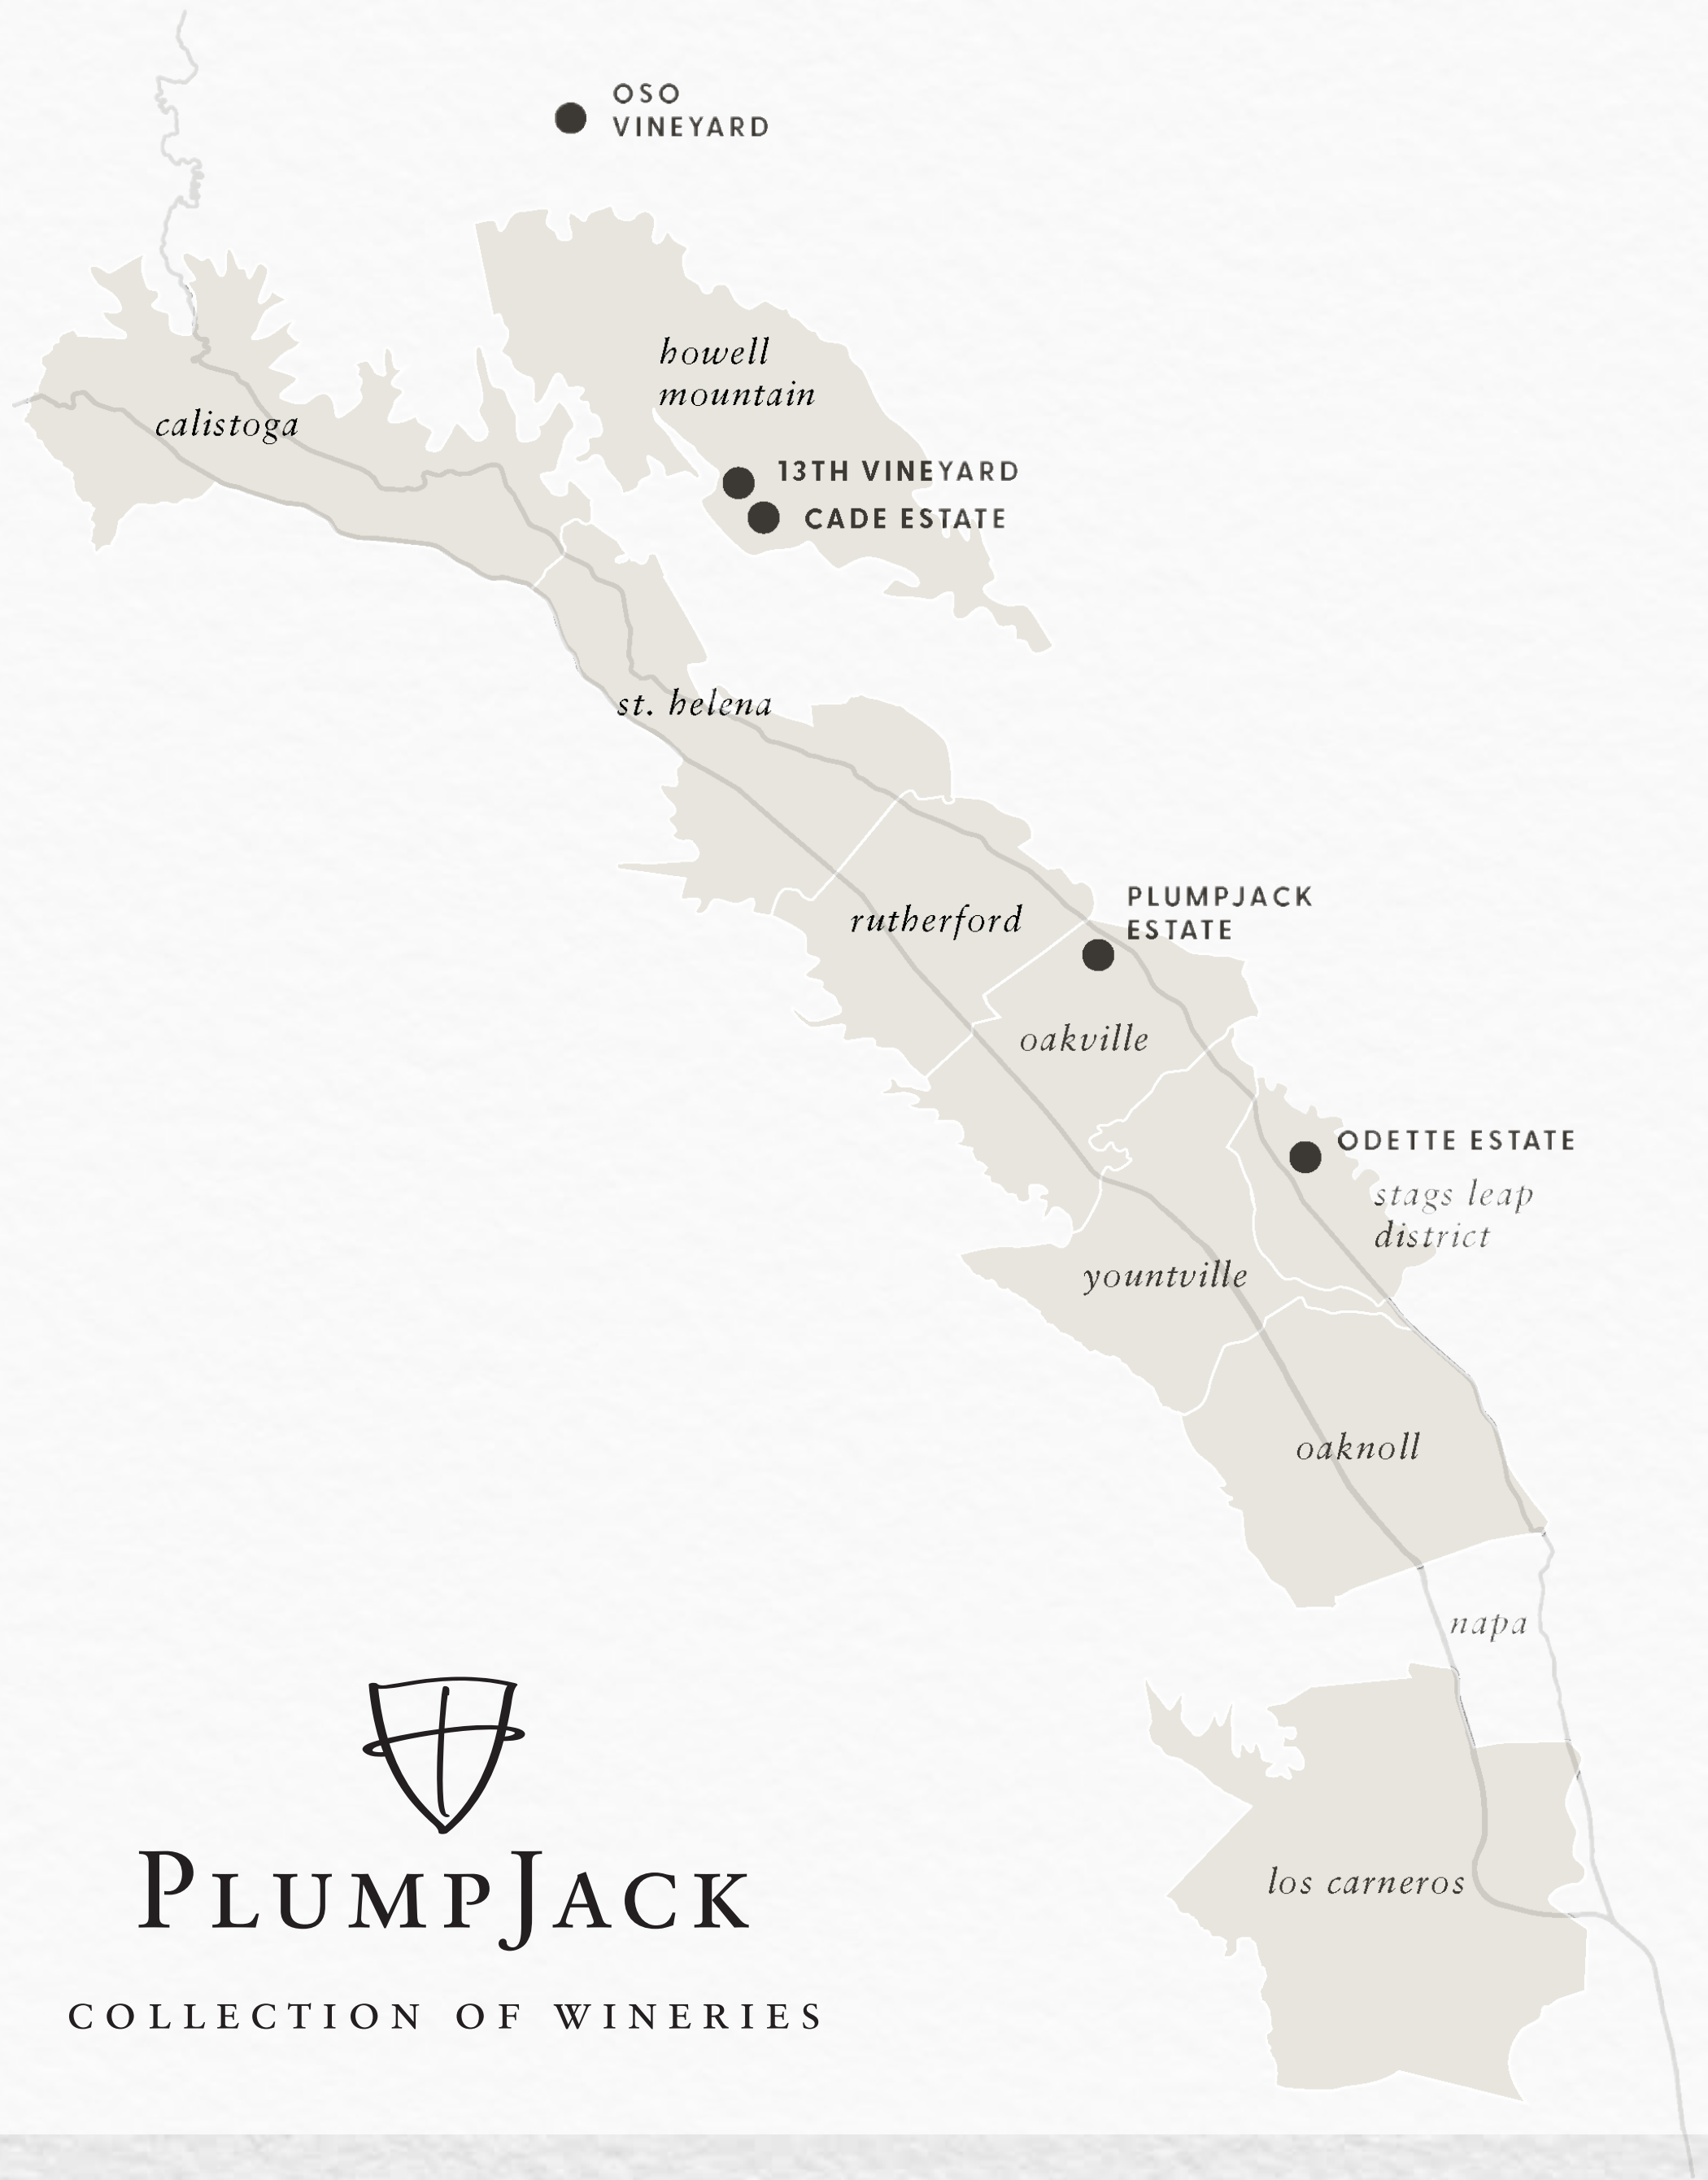 OSO
VINEYARD
howell
mountain
calistoga
13TH VINEYARD
CADE ESTATE
st. helena
PLUMPJACK
ESTATE
rutherford
oakville
ODETTE ESTATE
stags leap
district
yountville
oaknoll
napa
PLUMPJACK
los carneros
COLLECTION OF WINERIES